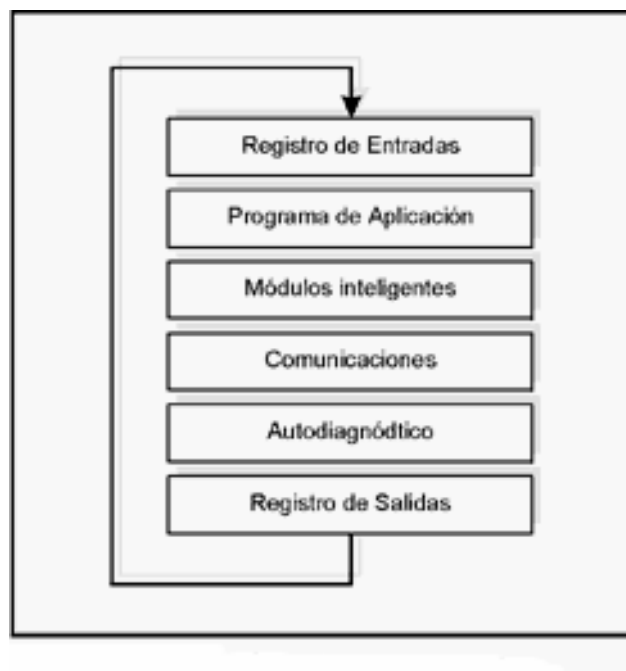 Registro de Entradas
Programa de Aplicación
Módulos inteligentes
Comunicaciones
Autodiagnódtico
Registro de Salidas